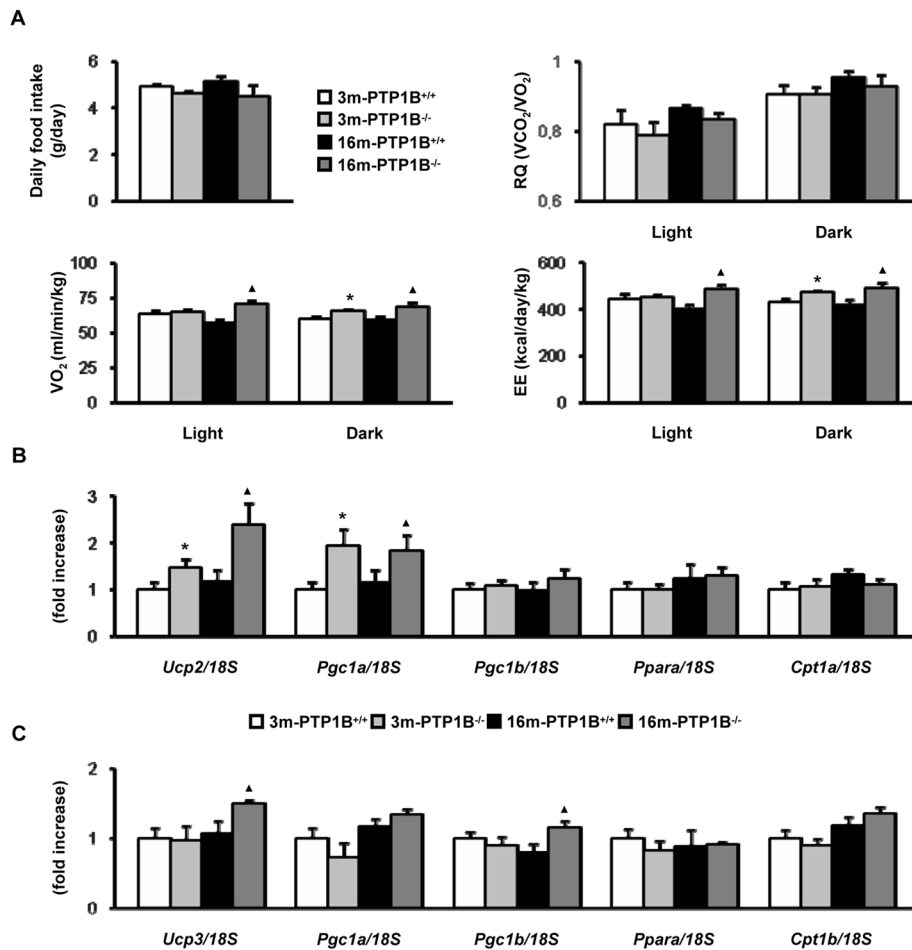 A
Daily food intake
(g/day)
6
4
2
0
3m-PTP1B+/+
3m-PTP1B-/-
16m-PTP1B+/+
16m-PTP1B-/-
RQ (VCO2/VO2)
1
0,8
0,6
Light
Dark
VO2 (ml/min/kg)
100
75
50
25
0
▲
*
▲
Light
Dark
EE (kcal/day/kg)
600
400
200
0
▲
*
▲
Light
Dark
B
(fold increase)
3
2
1
0
*
▲
*
▲
Ucp2/18S
Pgc1a/18S
Pgc1b/18S
Ppara/18S
Cpt1a/18S
3m-PTP1B+/+ 3m-PTP1B-/- 16m-PTP1B+/+ 16m-PTP1B-/-
C
(fold increase)
2
1
0
▲
▲
Ucp3/18S
Pgc1a/18S
Pgc1b/18S
Ppara/18S
Cpt1b/18S